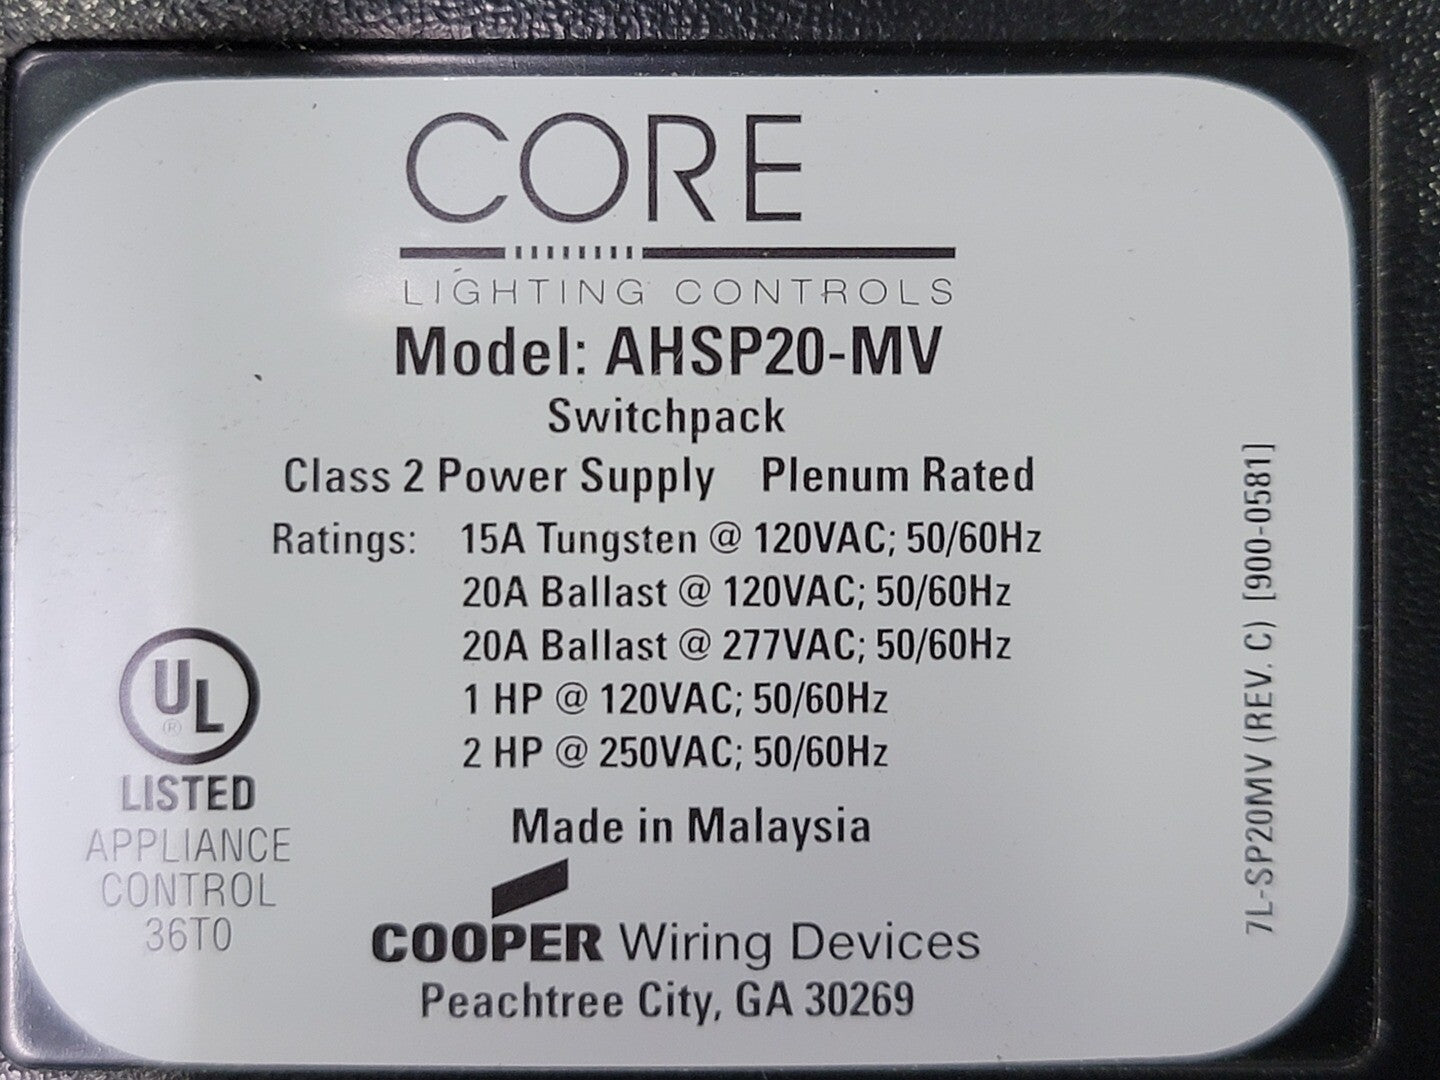 CORE
LIGHTING CONTROLS
Model: AHSP20-MV
Switchpack
Class 2 Power Supply Plenum Rated
Ratings: 15A Tungsten @ 120VAC; 50/60Hz
20A Ballast @ 120VAC; 50/60Hz
20A Ballast @ 277VAC; 50/60Hz
1 HP @ 120VAC; 50/60Hz
2 HP @ 250VAC; 50/60Hz
UL ®
LISTED
APPLIANCE
CONTROL
36T0
Made in Malaysia
COOPER Wiring Devices
Peachtree City, GA 30269
7L-SP20MV (REV. C) [900-0581]